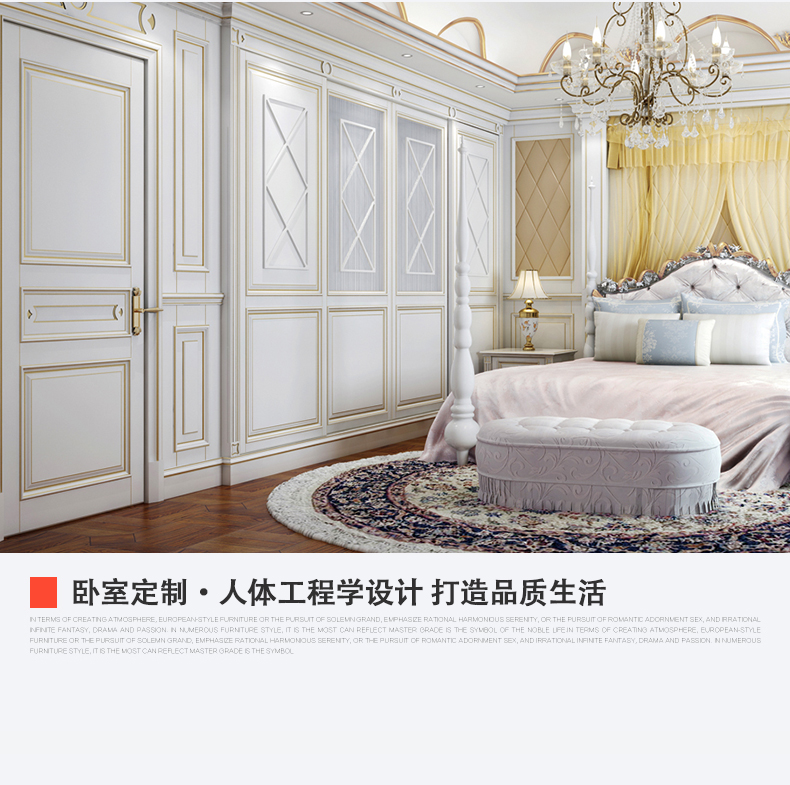 卧室定制·人体工程学设计 打造品质生活
IN TERMS OF CREATING ATMOSPHERE, EUROPEAN-STYLE FURNITURE OR THE PURSUIT OF SOLEMN GRAND, EMPHASIZE RATIONAL HARMONIOUS SERENITY, OR THE PURSUIT OF ROMANTIC ADORNMENT SEX, AND IRRATIONAL
INFINITE FANTASY, DRAMA AND PASSION. IN NUMEROUS FURNITURE STYLE, IT IS THE MOST CAN REFLECT MASTER GRADE IS THE SYMBOL OF THE NOBLE LIFE.IN TERMS OF CREATING ATMOSPHERE, EUROPEAN-STYLE
FURNITURE OR THE PURSUIT OF SOLEMN GRAND, EMPHASIZE RATIONAL HARMONIOUS SERENITY, OR THE PURSUIT OF ROMANTIC ADORNMENT SEX, AND IRRATIONAL INFINITE FANTASY, DRAMA AND PASSION. IN NUMEROUS
FURNITURE STYLE, IT IS THE MOST CAN REFLECT MASTER GRADE IS THE SYMBOL